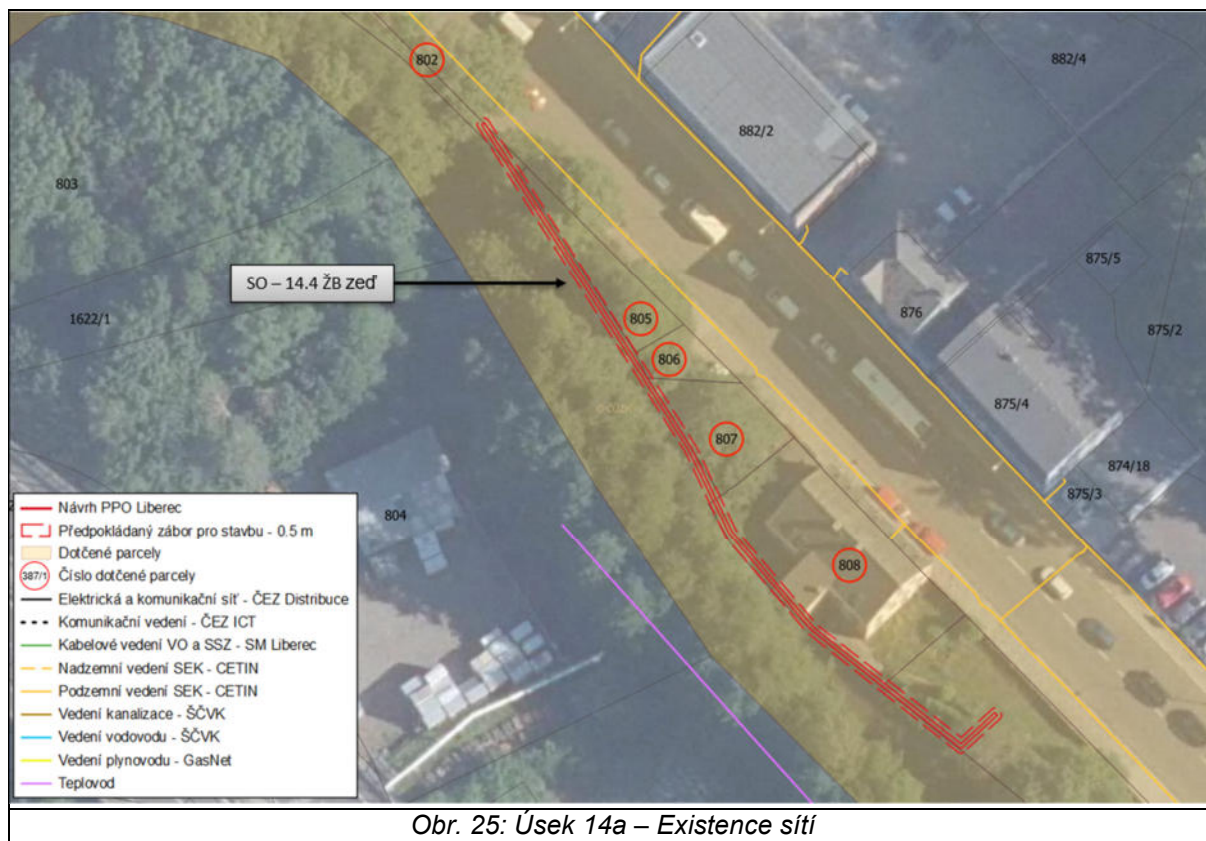 802
882/4
882/2
803
SO – 14.4 ŽB zeď
875/5
1622/1
805
876
875/2
806
875/4
807
874/18
875/3
804
808
Návrh PPO Liberec
Předpokládaný zábor pro stavbu - 0.5 m
Dotčené parcely
387/1
Číslo dotčené parcely
Elektrická a komunikační síť - ČEZ Distribuce
Komunikační vedení - ČEZ ICT
Kabelové vedení VO a SSZ - SM Liberec
Nadzemní vedení SEK - CETIN
Podzemní vedení SEK - CETIN
Vedení kanalizace - ŠČVK
Vedení vodovodu - ŠČVK
Vedení plynovodu - GasNet
Teplovod
Obr. 25: Úsek 14a – Existence sítí